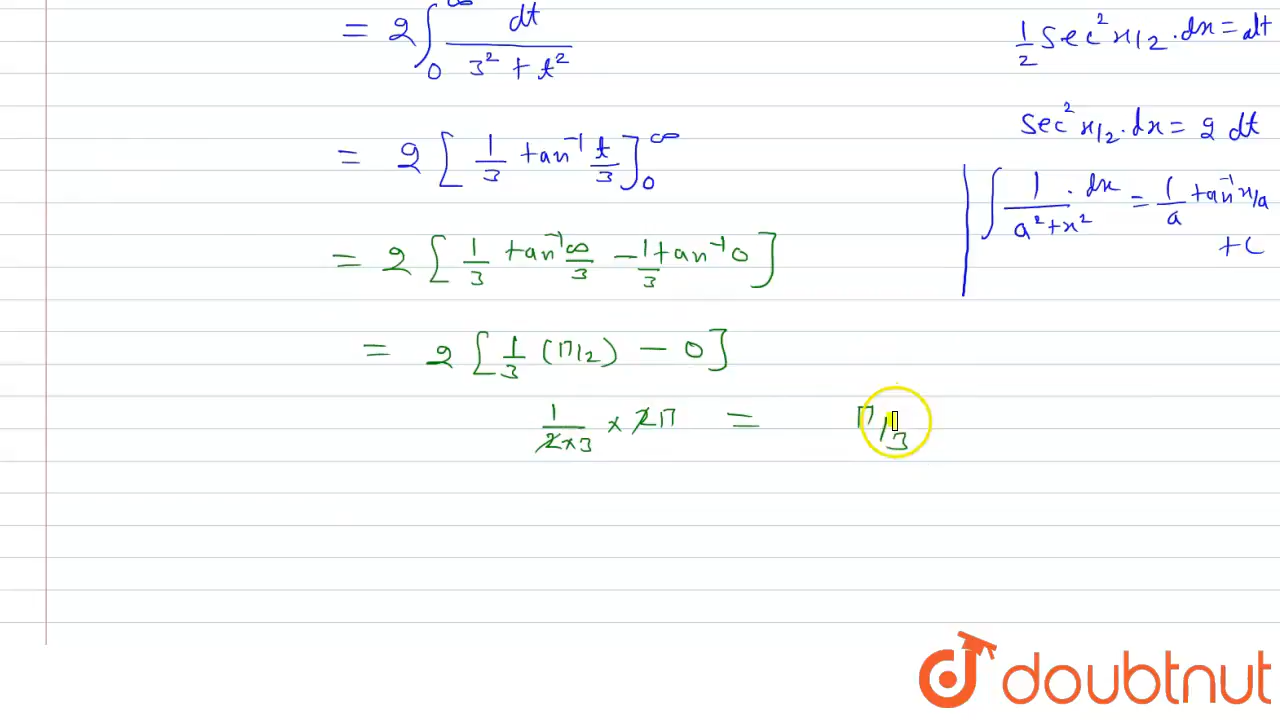 = 2 ∫₀^∞ dt / (3² + t²)
= 2 [ 1/3 tan⁻¹ t/3 ]₀^∞
= 2 [ 1/3 tan⁻¹ ∞/3 - 1/3 tan⁻¹ 0 ]
= 2 [ 1/3 (π/2) - 0 ]
1/(2×3) × 2π = π/3
1/2 sec² x/2 . dx = dt
sec² x/2 . dx = 2 dt
∫ 1/(a² + x²) . dx = 1/a tan⁻¹ x/a
+ C
doubtnut